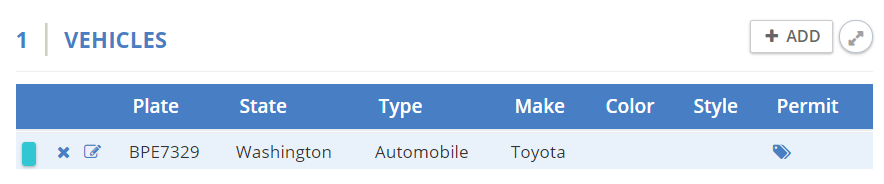 1 VEHICLES
+ ADD
Plate State Type Make Color Style Permit
BPE7329 Washington Automobile Toyota